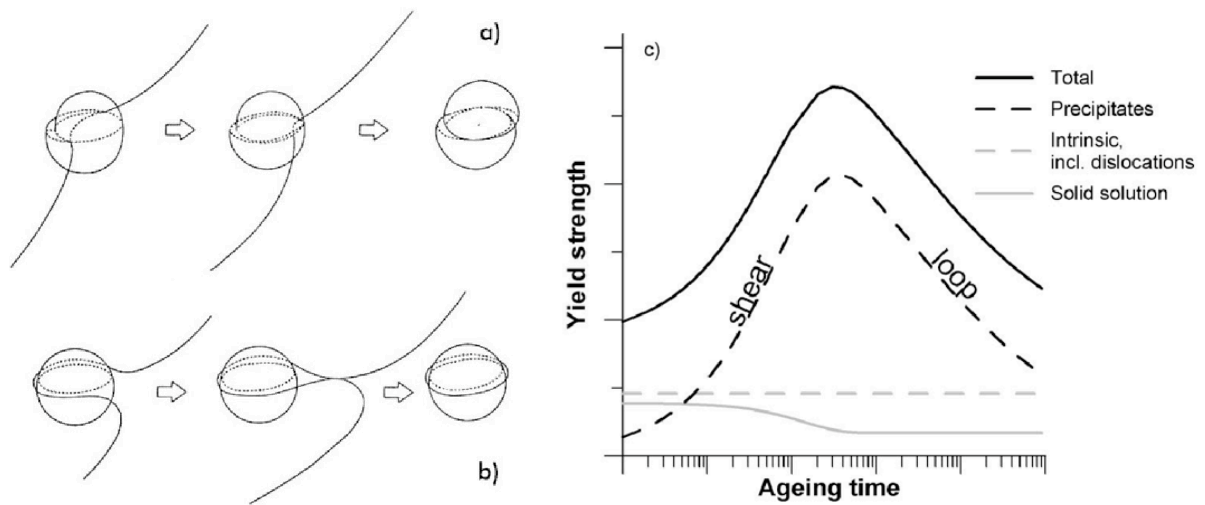 a)
b)
c)
Total
Precipitates
Intrinsic,
incl. dislocations
Solid solution
shear
loop
Yield strength
Ageing time